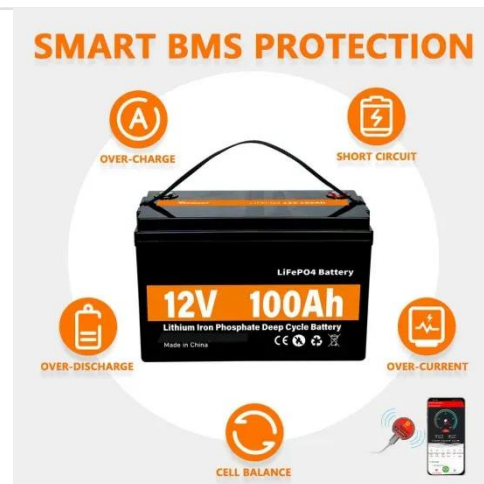 SMART BMS PROTECTION
OVER-CHARGE
SHORT CIRCUIT
LiFePO4 Battery
12V 100Ah
Lithium Iron Phosphate Deep Cycle Battery
Made in China
CE
OVER-DISCHARGE
OVER-CURRENT
CELL BALANCE